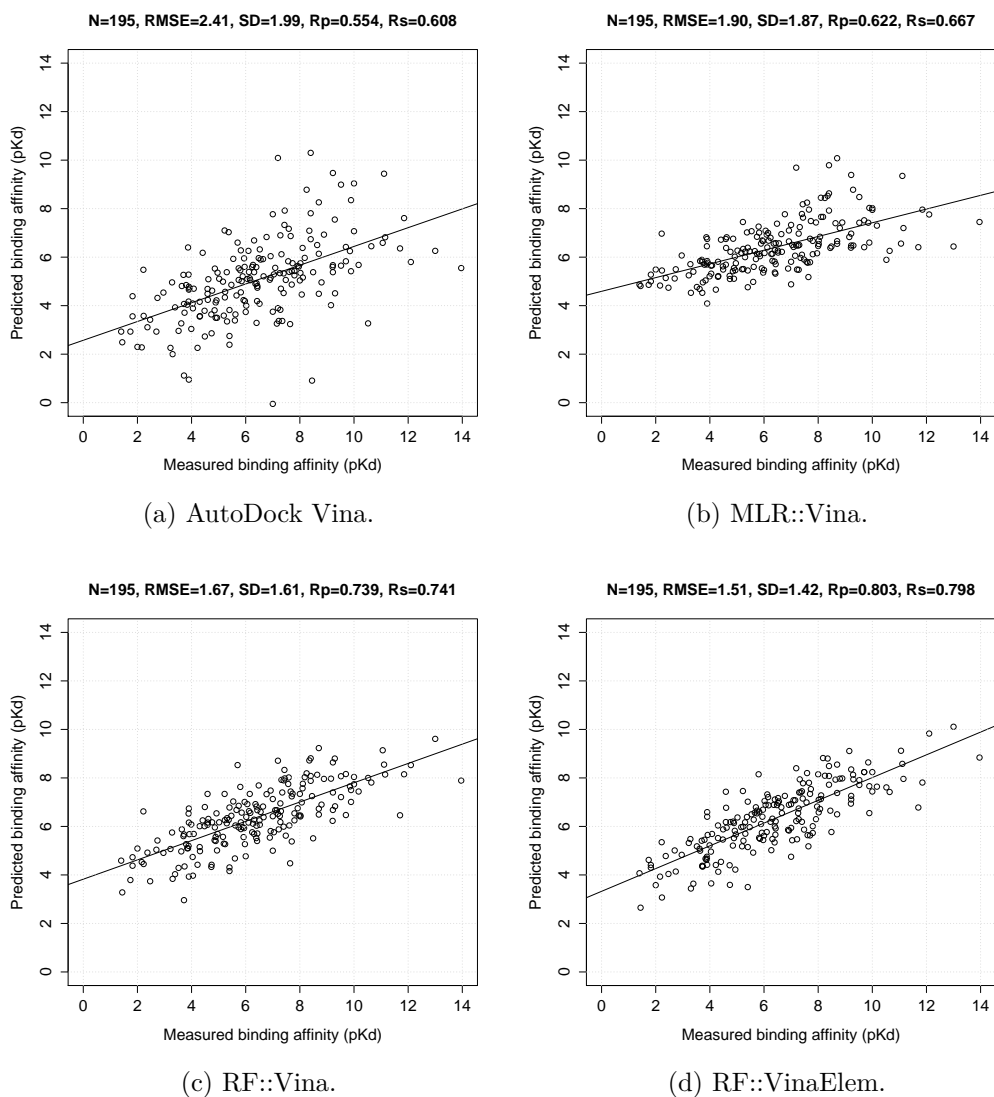 N=195, RMSE=2.41, SD=1.99, Rp=0.554, Rs=0.608
Predicted binding affinity (pKd)
14
12
10
8
6
4
2
0
0 2 4 6 8 10 12 14
Measured binding affinity (pKd)
(a) AutoDock Vina.
N=195, RMSE=1.90, SD=1.87, Rp=0.622, Rs=0.667
Predicted binding affinity (pKd)
14
12
10
8
6
4
2
0
0 2 4 6 8 10 12 14
Measured binding affinity (pKd)
(b) MLR::Vina.
N=195, RMSE=1.67, SD=1.61, Rp=0.739, Rs=0.741
Predicted binding affinity (pKd)
14
12
10
8
6
4
2
0
0 2 4 6 8 10 12 14
Measured binding affinity (pKd)
(c) RF::Vina.
N=195, RMSE=1.51, SD=1.42, Rp=0.803, Rs=0.798
Predicted binding affinity (pKd)
14
12
10
8
6
4
2
0
0 2 4 6 8 10 12 14
Measured binding affinity (pKd)
(d) RF::VinaElem.